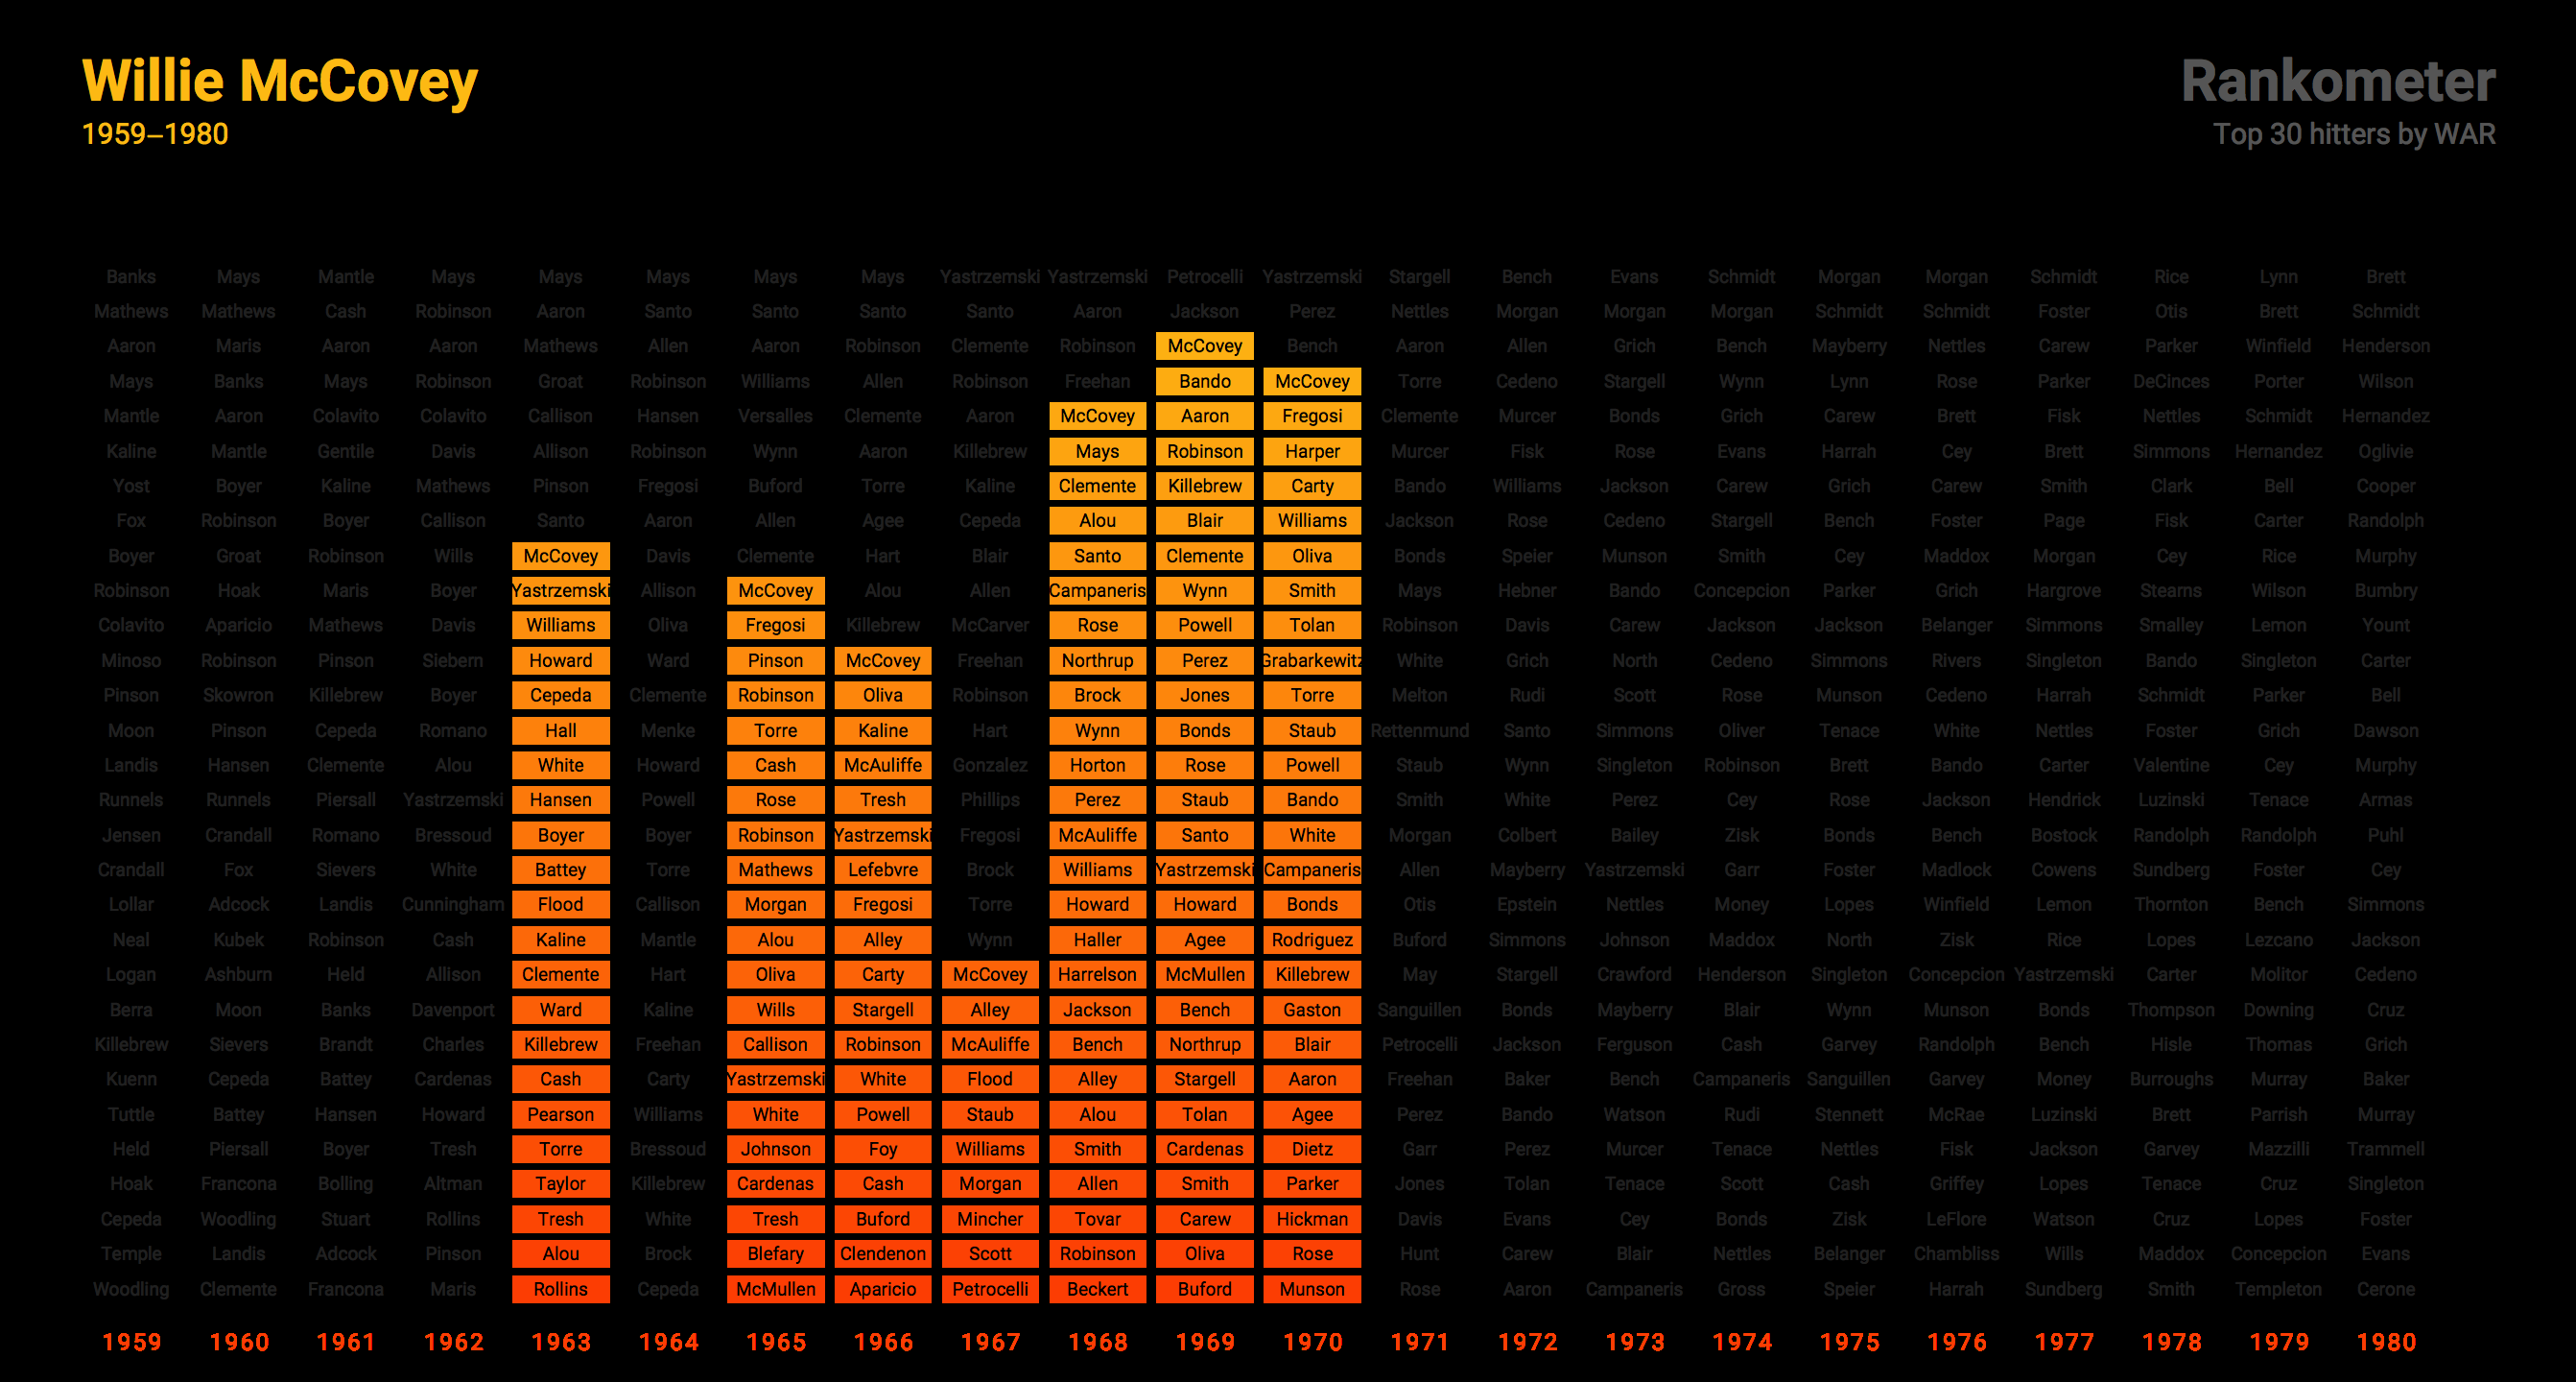 Willie McCovey
1959–1980
Rankometer
Top 30 hitters by WAR
Banks Mays Mantle Mays Mays Mays Mays Mays Yastrzemski Yastrzemski Petrocelli Yastrzemski Stargell Bench Evans Schmidt Morgan Morgan Schmidt Rice Lynn Brett
Mathews Mathews Cash Robinson Aaron Santo Santo Santo Santo Aaron Jackson Perez Nettles Morgan Morgan Morgan Schmidt Schmidt Foster Otis Brett Schmidt
Aaron Maris Aaron Aaron Mathews Allen Aaron Robinson Clemente Robinson McCovey Bench Aaron Allen Grich Bench Mayberry Nettles Carew Parker Winfield Henderson
Mays Banks Mays Robinson Groat Robinson Williams Allen Robinson Freehan Bando McCovey Torre Cedeno Stargell Wynn Lynn Rose Parker DeCinces Porter Wilson
Mantle Aaron Colavito Colavito Callison Hansen Versalles Clemente Aaron McCovey Aaron Fregosi Clemente Murcer Bonds Grich Carew Brett Fisk Nettles Schmidt Hernandez
Kaline Mantle Gentile Davis Allison Robinson Wynn Aaron Killebrew Mays Robinson Harper Murcer Fisk Rose Evans Harrah Cey Brett Simmons Hernandez Oglivie
Yost Boyer Kaline Mathews Pinson Fregosi Buford Torre Kaline Clemente Killebrew Carty Bando Williams Jackson Carew Grich Carew Smith Clark Bell Cooper
Fox Robinson Boyer Callison Santo Aaron Allen Agee Cepeda Alou Blair Williams Jackson Rose Cedeno Stargell Bench Foster Page Fisk Carter Randolph
Boyer Groat Robinson Wills McCovey Davis Clemente Hart Blair Santo Clemente Oliva Bonds Speier Munson Smith Cey Maddox Morgan Cey Rice Murphy
Robinson Hoak Maris Boyer Yastrzemski Allison McCovey Alou Allen Campaneris Wynn Smith Mays Hebner Bando Concepcion Parker Grich Hargrove Stearns Wilson Bumbry
Colavito Aparicio Mathews Davis Williams Oliva Fregosi Killebrew McCarver Rose Powell Tolan Robinson Davis Carew Jackson Jackson Belanger Simmons Smalley Lemon Yount
Minoso Robinson Pinson Siebern Howard Ward Pinson McCovey Freehan Northrup Perez Grabarkewitz White Grich North Cedeno Simmons Rivers Singleton Bando Singleton Carter
Pinson Skowron Killebrew Boyer Cepeda Clemente Robinson Oliva Robinson Brock Jones Torre Melton Rudi Scott Rose Munson Cedeno Harrah Schmidt Parker Bell
Moon Pinson Cepeda Romano Hall Menke Torre Kaline Hart Wynn Bonds Staub Rettenmund Santo Simmons Oliver Tenace White Nettles Foster Grich Dawson
Landis Hansen Clemente Alou White Howard Cash McAuliffe Gonzalez Horton Rose Powell Staub Wynn Singleton Robinson Brett Bando Carter Valentine Cey Murphy
Runnels Runnels Piersall Yastrzemski Hansen Powell Rose Tresh Phillips Perez Staub Bando Smith White Perez Cey Rose Jackson Hendrick Luzinski Tenace Armas
Jensen Crandall Romano Bressoud Boyer Boyer Robinson Yastrzemski Fregosi McAuliffe Santo White Morgan Colbert Bailey Zisk Bonds Bench Bostock Randolph Randolph Puhl
Crandall Fox Sievers White Battey Torre Mathews Lefebvre Brock Williams Yastrzemski Campaneris Allen Mayberry Yastrzemski Garr Foster Madlock Cowens Sundberg Foster Cey
Lollar Adcock Landis Cunningham Flood Callison Morgan Fregosi Torre Howard Howard Bonds Otis Epstein Nettles Money Lopes Winfield Lemon Thornton Bench Simmons
Neal Kubek Robinson Cash Kaline Mantle Alou Alley Wynn Haller Agee Rodriguez Buford Simmons Johnson Maddox North Zisk Rice Lopes Lezcano Jackson
Logan Ashburn Held Allison Clemente Hart Oliva Carty McCovey Harrelson McMullen Killebrew May Stargell Crawford Henderson Singleton Concepcion Yastrzemski Carter Molitor Cedeno
Berra Moon Banks Davenport Ward Kaline Wills Stargell Alley Jackson Bench Gaston Sanguillen Bonds Mayberry Blair Wynn Munson Bonds Thompson Downing Cruz
Killebrew Sievers Brandt Charles Killebrew Freehan Callison Robinson McAuliffe Bench Northrup Blair Petrocelli Jackson Ferguson Cash Garvey Randolph Bench Hisle Thomas Grich
Kuenn Cepeda Battey Cardenas Cash Carty Yastrzemski White Flood Alley Stargell Aaron Freehan Baker Bench Campaneris Sanguillen Garvey Money Burroughs Murray Baker
Tuttle Battey Hansen Howard Pearson Williams White Powell Staub Alou Tolan Agee Perez Bando Watson Rudi Stennett McRae Luzinski Brett Parrish Murray
Held Piersall Boyer Tresh Torre Bressoud Johnson Foy Williams Smith Cardenas Dietz Garr Perez Murcer Tenace Nettles Fisk Jackson Garvey Mazzilli Trammell
Hoak Francona Bolling Altman Taylor Killebrew Cardenas Cash Morgan Allen Smith Parker Jones Tolan Tenace Scott Cash Griffey Lopes Tenace Cruz Singleton
Cepeda Woodling Stuart Rollins Tresh White Tresh Buford Mincher Tovar Carew Hickman Davis Evans Cey Bonds Zisk LeFlore Watson Cruz Lopes Foster
Temple Landis Adcock Pinson Alou Brock Blefary Clendenon Scott Robinson Oliva Rose Hunt Carew Blair Nettles Belanger Chambliss Wills Maddox Concepcion Evans
Woodling Clemente Francona Maris Rollins Cepeda McMullen Aparicio Petrocelli Beckert Buford Munson Rose Aaron Campaneris Gross Speier Harrah Sundberg Smith Templeton Cerone
1959 1960 1961 1962 1963 1964 1965 1966 1967 1968 1969 1970 1971 1972 1973 1974 1975 1976 1977 1978 1979 1980